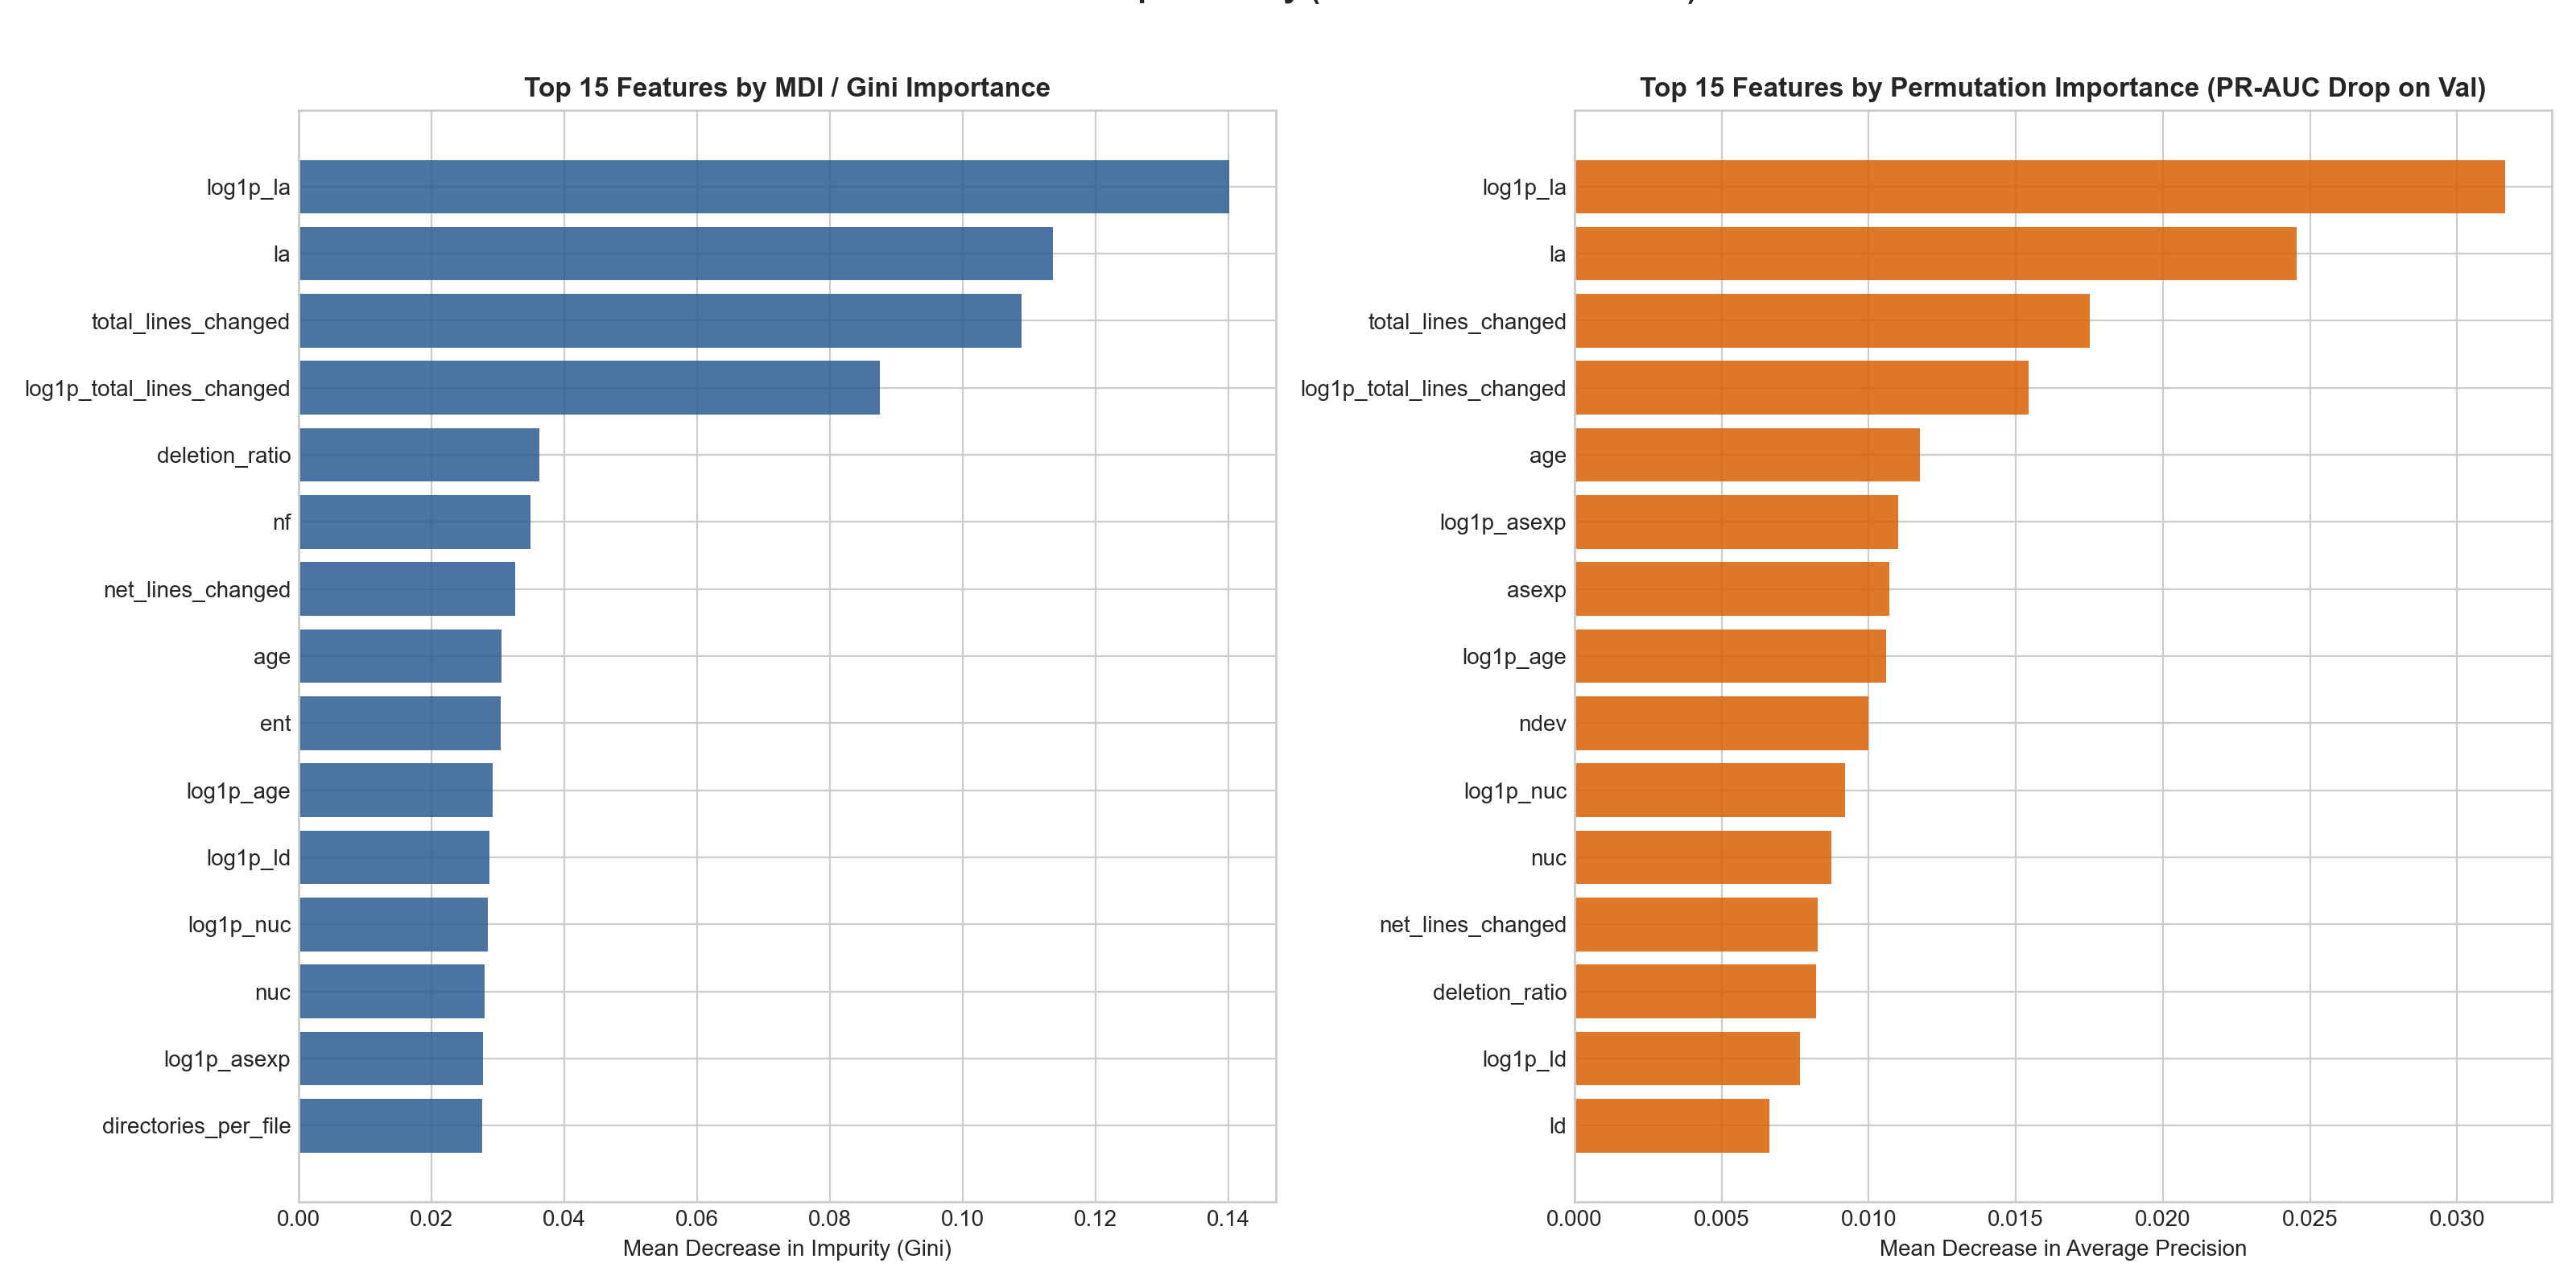 Top 15 Features by MDI / Gini Importance
log1p_la
la
total_lines_changed
log1p_total_lines_changed
deletion_ratio
nf
net_lines_changed
age
ent
log1p_age
log1p_ld
log1p_nuc
nuc
log1p_asexp
directories_per_file
0.00 0.02 0.04 0.06 0.08 0.10 0.12 0.14
Mean Decrease in Impurity (Gini)
Top 15 Features by Permutation Importance (PR-AUC Drop on Val)
log1p_la
la
total_lines_changed
log1p_total_lines_changed
age
log1p_asexp
asexp
log1p_age
ndev
log1p_nuc
nuc
net_lines_changed
deletion_ratio
log1p_ld
ld
0.000 0.005 0.010 0.015 0.020 0.025 0.030
Mean Decrease in Average Precision